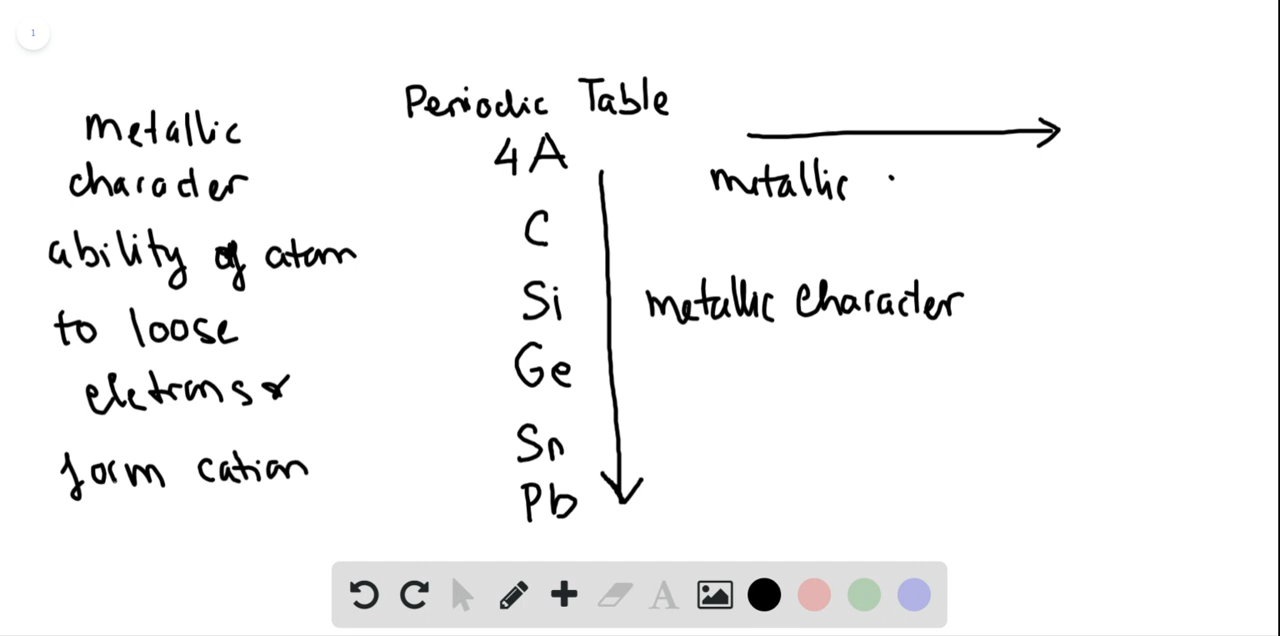 1
Periodic Table
4A
metallic
character
ability of atom
to loose
eletrons &
form cation
C
Si
Ge
Sn
Pb
metallic
metallic character
A